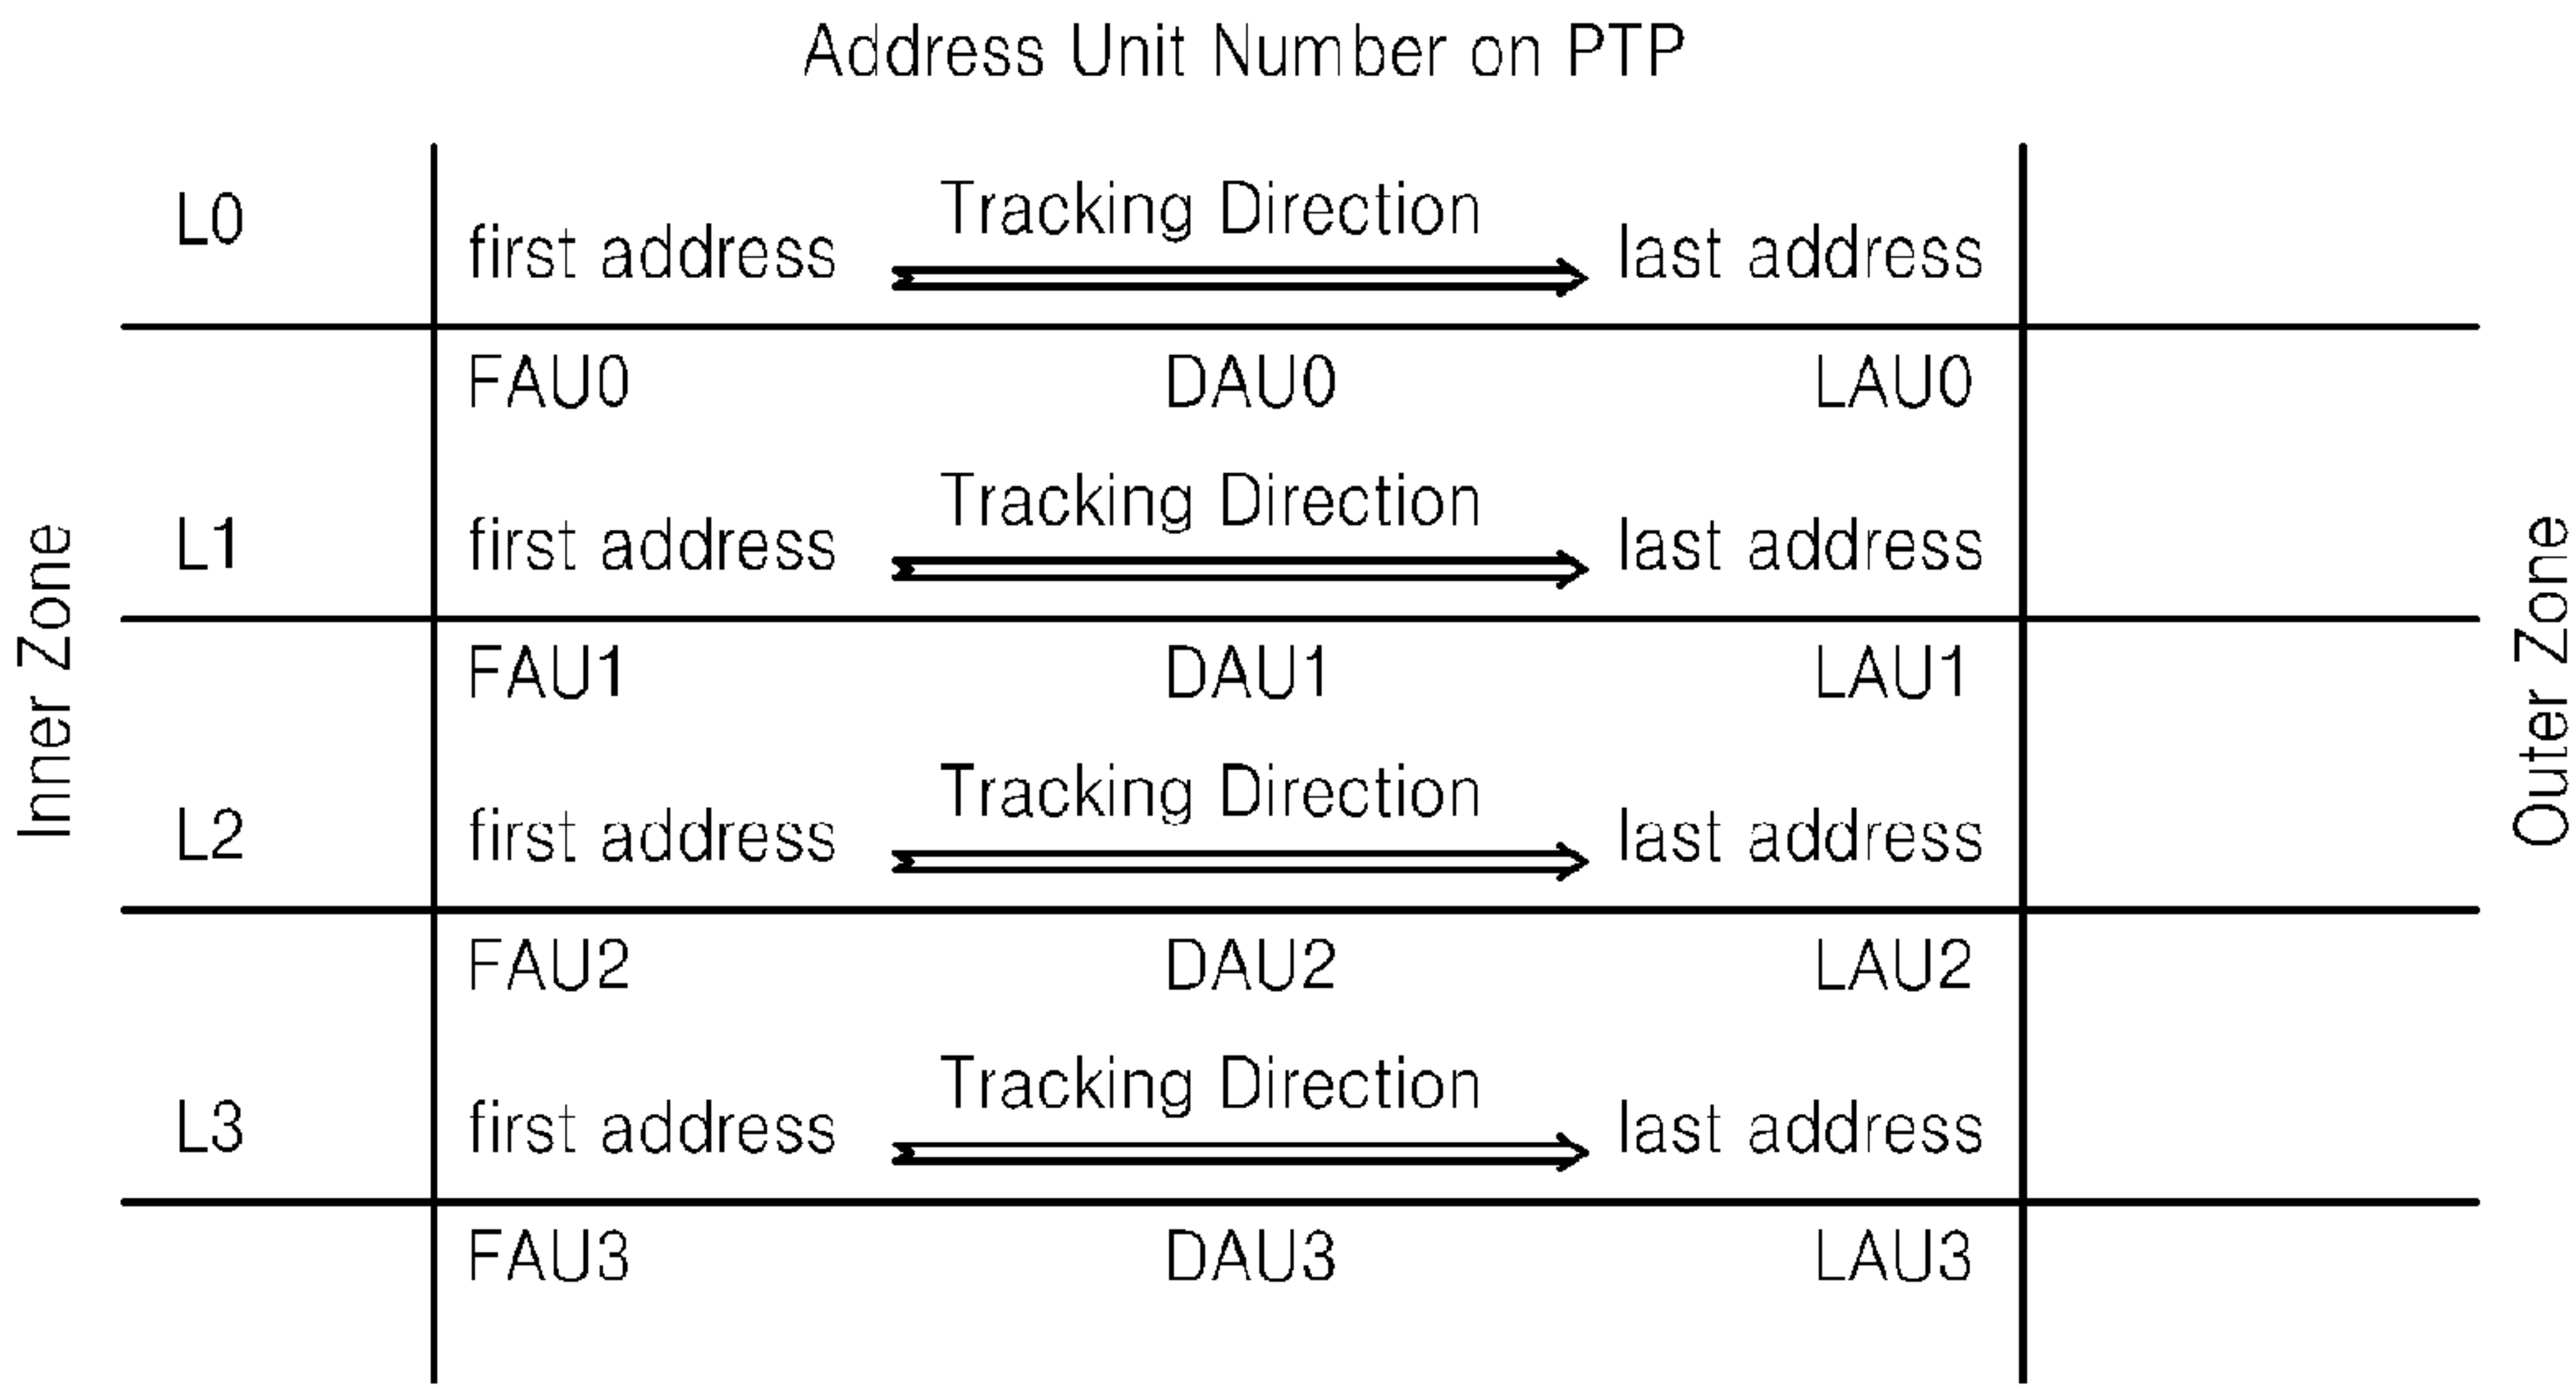 Address Unit Number on PTP
L0
Tracking Direction
first address
last address
FAU0
DAU0
LAU0
L1
Tracking Direction
first address
last address
FAU1
DAU1
LAU1
Inner Zone
Outer Zone
L2
Tracking Direction
first address
last address
FAU2
DAU2
LAU2
L3
Tracking Direction
first address
last address
FAU3
DAU3
LAU3